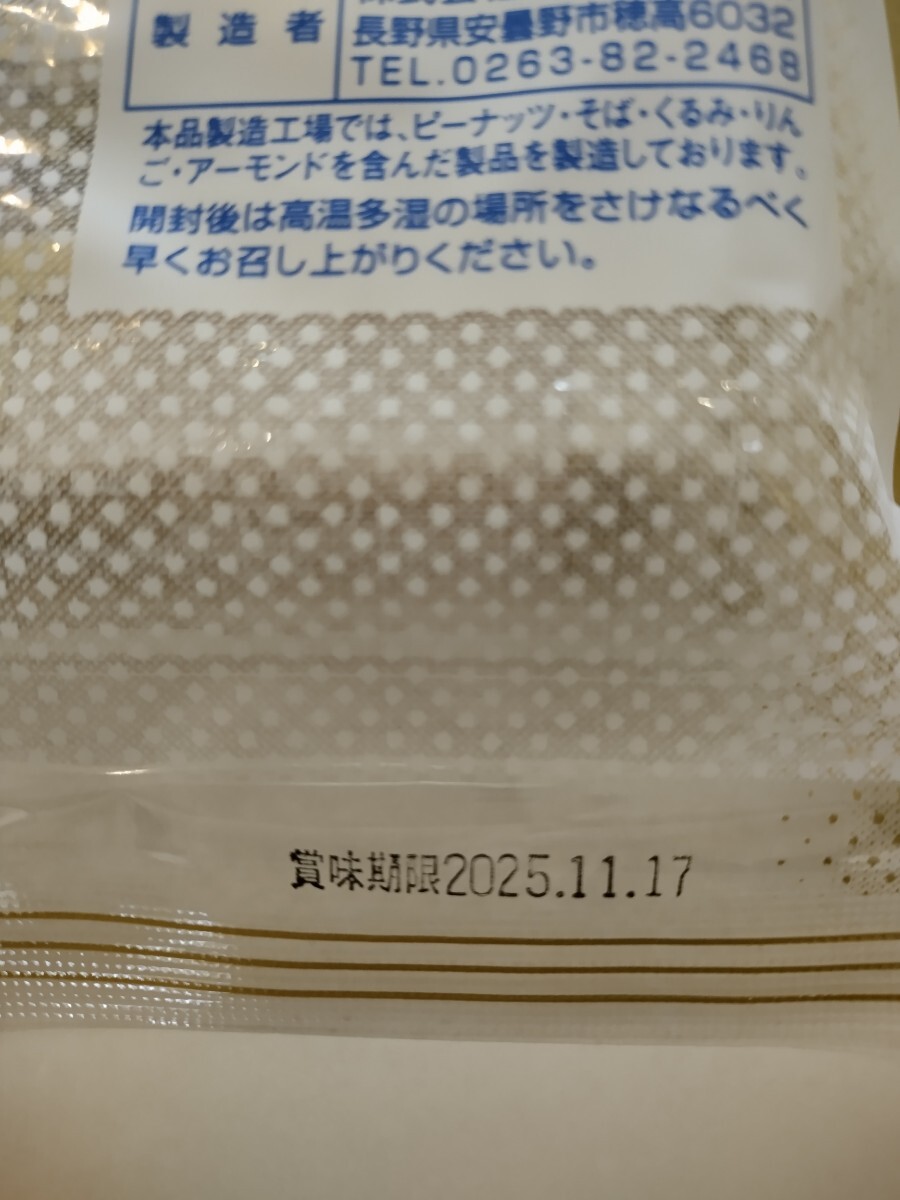 製造者
長野県安曇野市穂高6032
TEL.0263-82-2468
本品製造工場では、ピーナッツ・そば・くるみ・りん
ご・アーモンドを含んだ製品を製造しております。
開封後は高温多湿の場所をさけなるべく
早くお召し上がりください。
賞味期限2025.11.17